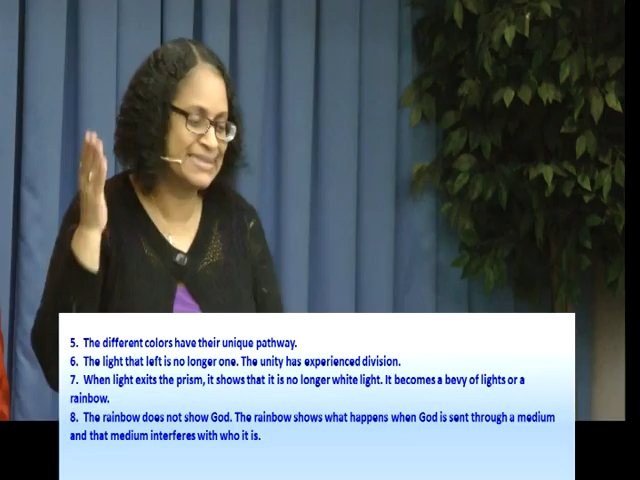 5. The different colors have their unique pathway.
6. The light that left is no longer one. The unity has experienced division.
7. When light exits the prism, it shows that it is no longer white light. It becomes a bevy of lights or a
rainbow.
8. The rainbow does not show God. The rainbow shows what happens when God is sent through a medium
and that medium interferes with who it is.